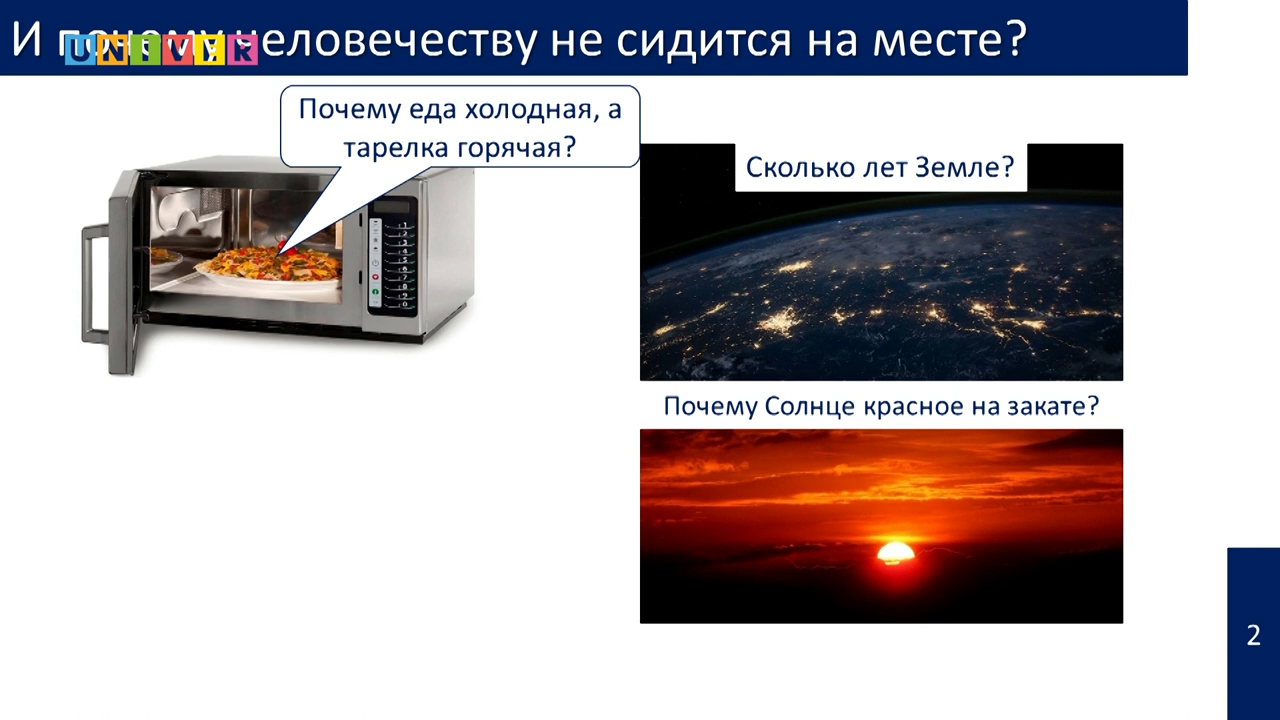 И почему человечеству не сидится на месте?
UNIVER
Почему еда холодная, а
тарелка горячая?
Сколько лет Земле?
Почему Солнце красное на закате?
2